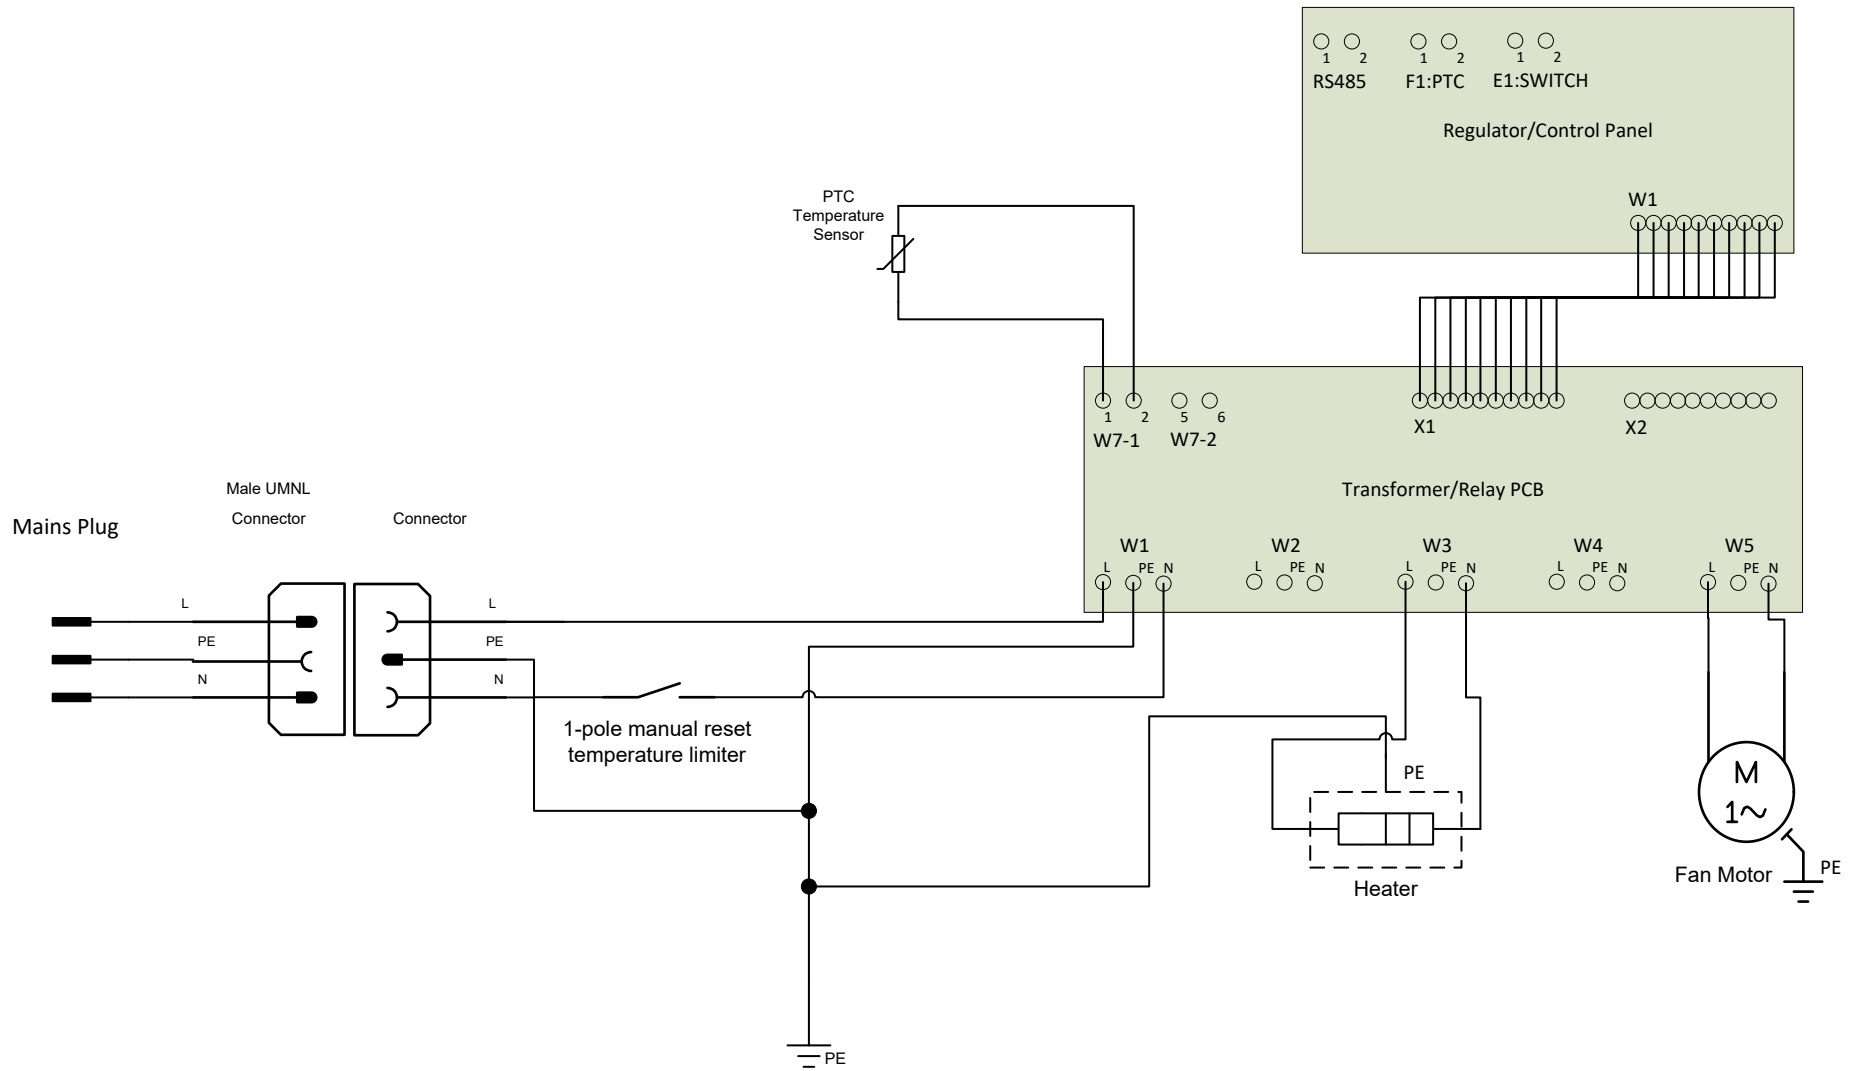 1 2 1 2 1 2
RS485 F1:PTC E1:SWITCH
Regulator/Control Panel
W1
PTC
Temperature
Sensor
1 2 5 6
W7-1 W7-2 X1 X2
Transformer/Relay PCB
Male UMNL
Connector Connector
Mains Plug
W1 W2 W3 W4 W5
L PE N L PE N L PE N L PE N L PE N
L L
PE PE
N N
1-pole manual reset
temperature limiter
PE
M
1~
Heater
Fan Motor
PE
PE